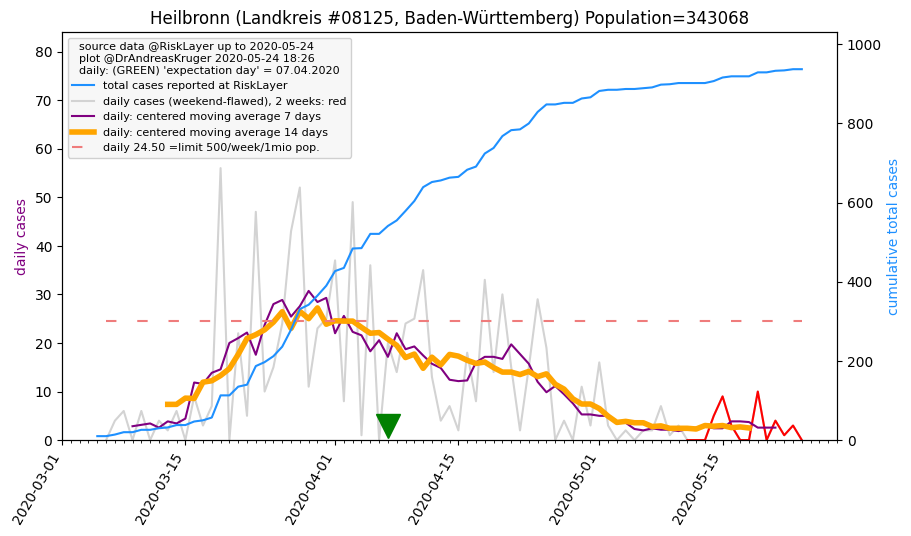 Heilbronn (Landkreis #08125, Baden-Württemberg) Population=343068
source data @RiskLayer up to 2020-05-24
plot @DrAndreasKruger 2020-05-24 18:26
daily: (GREEN) 'expectation day' = 07.04.2020
total cases reported at RiskLayer
daily cases (weekend-flawed), 2 weeks: red
daily: centered moving average 7 days
daily: centered moving average 14 days
daily 24.50 =limit 500/week/1mio pop.
daily cases
80
70
60
50
40
30
20
10
0
1000
800
600
400
200
0
cumulative total cases
2020-03-01
2020-03-15
2020-04-01
2020-04-15
2020-05-01
2020-05-15